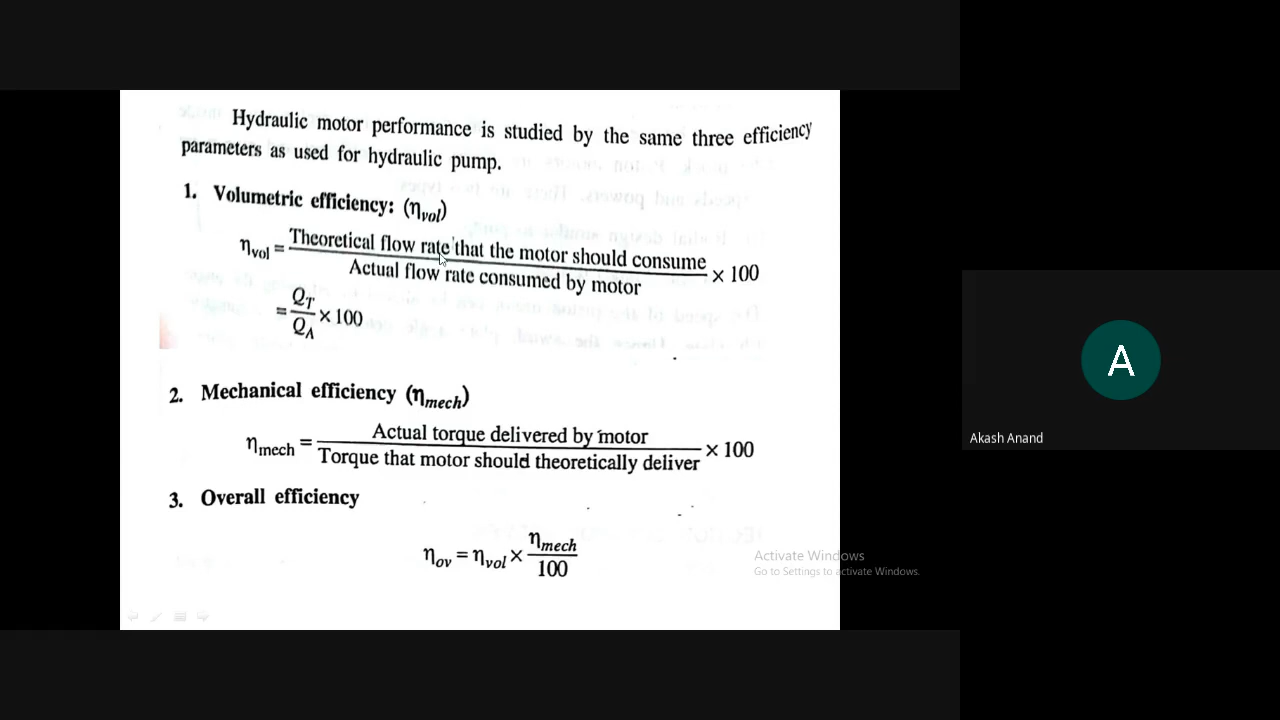 Hydraulic motor performance is studied by the same three efficiency
parameters as used for hydraulic pump.
1. Volumetric efficiency: (ηvol)
ηvol = Theoretical flow rate that the motor should consume / Actual flow rate consumed by motor × 100
= QT / QA × 100
2. Mechanical efficiency (ηmech)
ηmech = Actual torque delivered by motor / Torque that motor should theoretically deliver × 100
3. Overall efficiency
ηov = ηvol × ηmech / 100
Activate Windows
Go to Settings to activate Windows.
A
Akash Anand